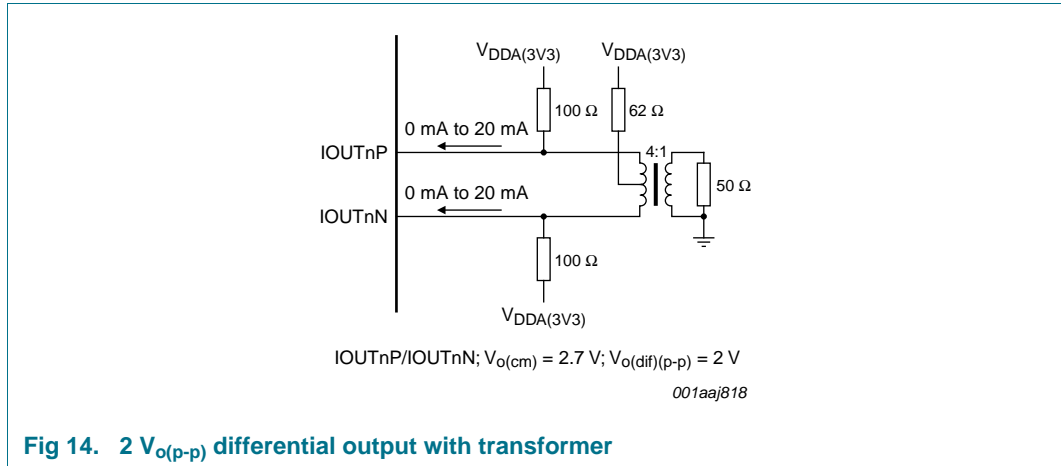 VDDA(3V3) VDDA(3V3)
100 Ω 62 Ω
0 mA to 20 mA
IOUTnP
4:1
50 Ω
0 mA to 20 mA
IOUTnN
100 Ω
VDDA(3V3)
IOUTnP/IOUTnN; Vo(cm) = 2.7 V; Vo(dif)(p-p) = 2 V
001aaj818
Fig 14. 2 Vo(p-p) differential output with transformer